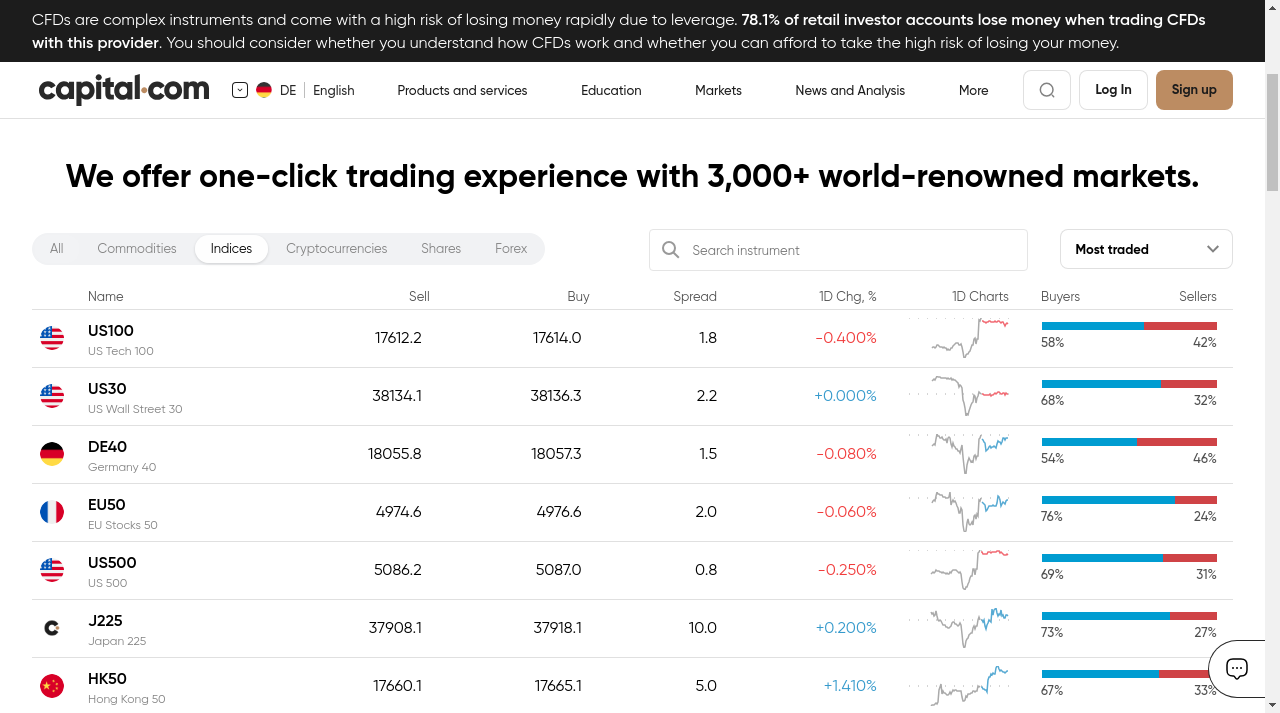 CFDs are complex instruments and come with a high risk of losing money rapidly due to leverage. 78.1% of retail investor accounts lose money when trading CFDs
with this provider. You should consider whether you understand how CFDs work and whether you can afford to take the high risk of losing your money.
capital.com DE English Products and services Education Markets News and Analysis More Log In Sign up
We offer one-click trading experience with 3,000+ world-renowned markets.
All Commodities Indices Cryptocurrencies Shares Forex Search instrument Most traded
Name Sell Buy Spread 1D Chg, % 1D Charts Buyers Sellers
US100 17612.2 17614.0 1.8 -0.400% 58% 42%
US Tech 100
US30 38134.1 38136.3 2.2 +0.000% 68% 32%
US Wall Street 30
DE40 18055.8 18057.3 1.5 -0.080% 54% 46%
Germany 40
EU50 4974.6 4976.6 2.0 -0.060% 76% 24%
EU Stocks 50
US500 5086.2 5087.0 0.8 -0.250% 69% 31%
US 500
J225 37908.1 37918.1 10.0 +0.200% 73% 27%
Japan 225
HK50 17660.1 17665.1 5.0 +1.410% 67% 33%
Hong Kong 50